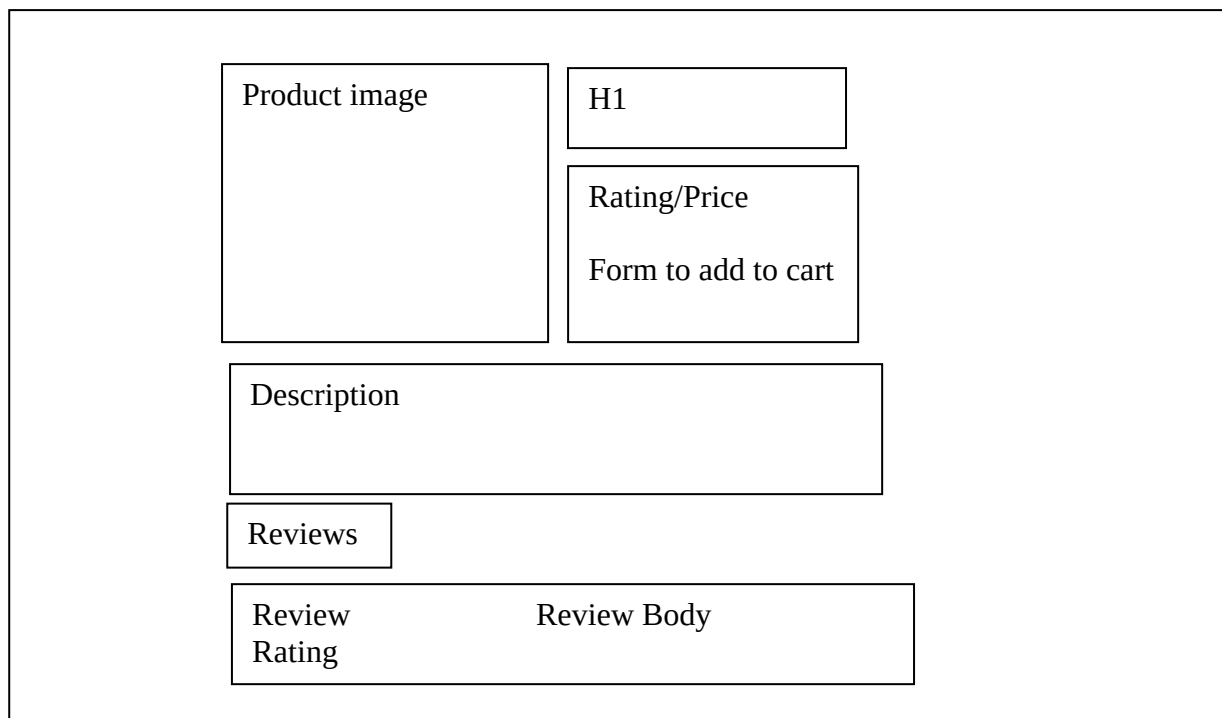 Product image
H1
Rating/Price
Form to add to cart
Description
Reviews
Review
Rating
Review Body